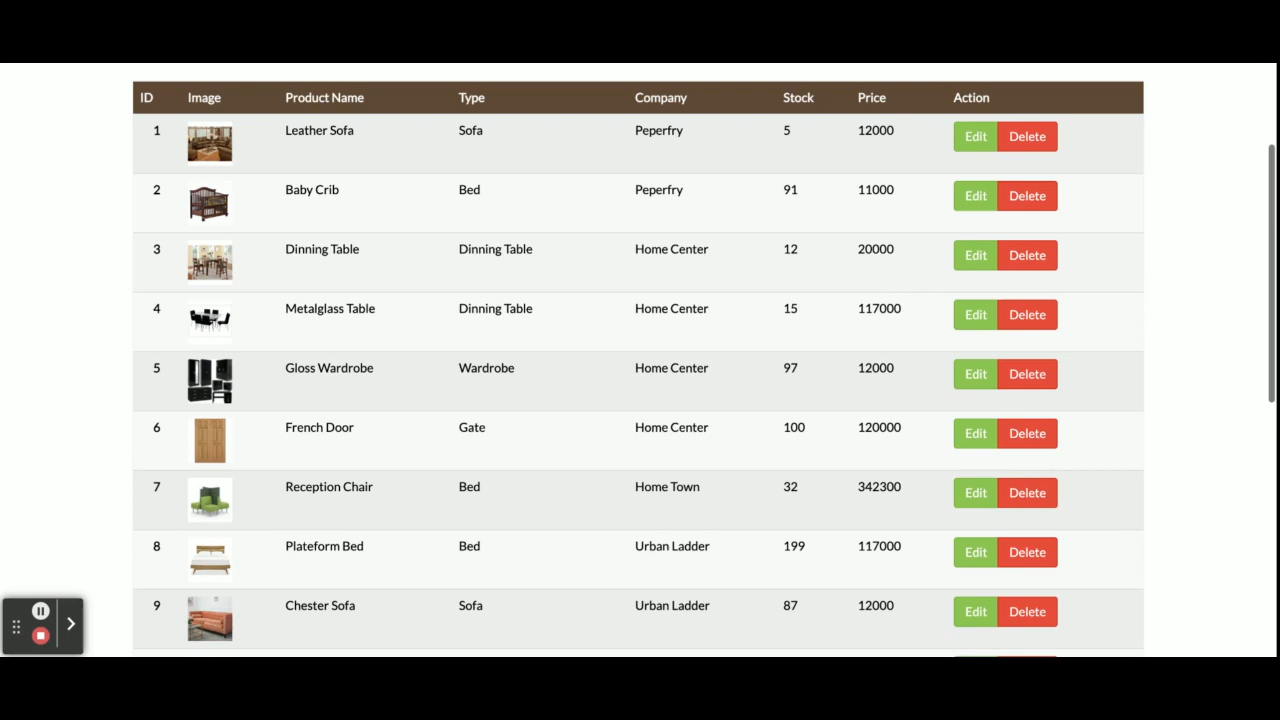 ID Image Product Name Type Company Stock Price Action
1 Leather Sofa Sofa Peperfry 5 12000 Edit Delete
2 Baby Crib Bed Peperfry 91 11000 Edit Delete
3 Dinning Table Dinning Table Home Center 12 20000 Edit Delete
4 Metalglass Table Dinning Table Home Center 15 117000 Edit Delete
5 Gloss Wardrobe Wardrobe Home Center 97 12000 Edit Delete
6 French Door Gate Home Center 100 120000 Edit Delete
7 Reception Chair Bed Home Town 32 342300 Edit Delete
8 Plateform Bed Bed Urban Ladder 199 117000 Edit Delete
9 Chester Sofa Sofa Urban Ladder 87 12000 Edit Delete